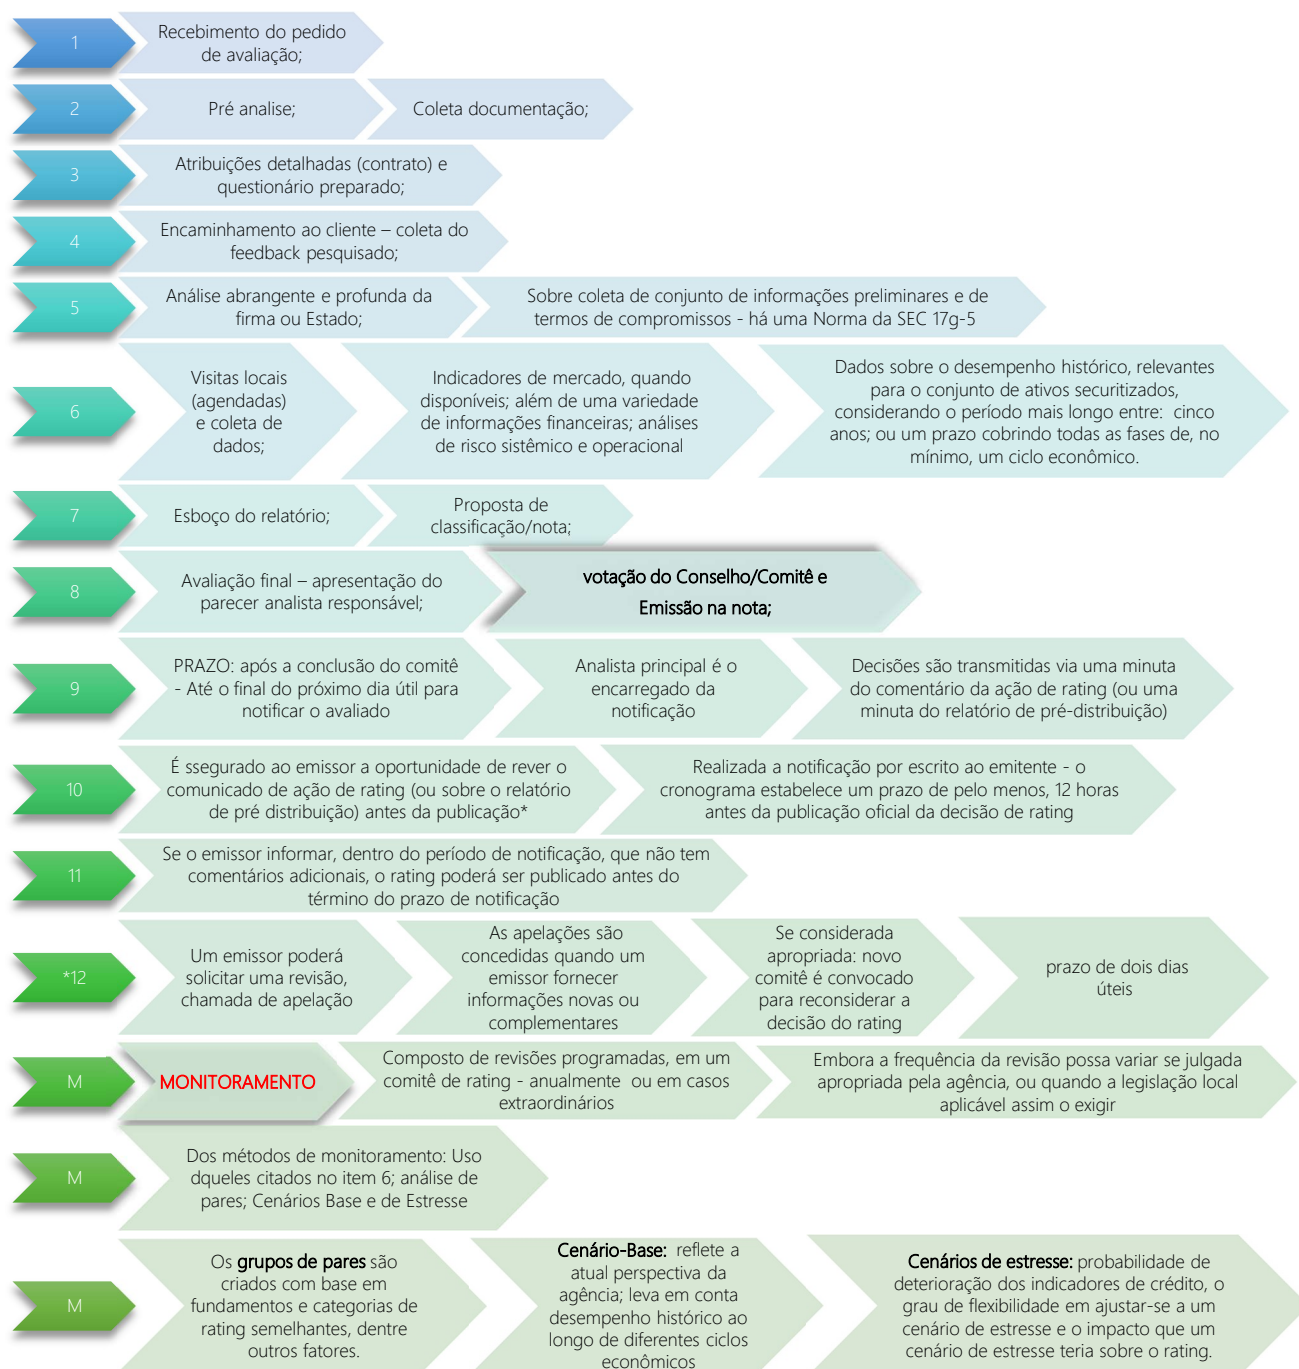 1
Recebimento do pedido
de avaliação;
2
Pré analise;
Coleta documentação;
3
Atribuições detalhadas (contrato) e
questionário preparado;
4
Encaminhamento ao cliente – coleta do
feedback pesquisado;
5
Análise abrangente e profunda da
firma ou Estado;
Sobre coleta de conjunto de informações preliminares e de
termos de compromissos - há uma Norma da SEC 17g-5
6
Visitas locais
(agendadas)
e coleta de
dados;
Indicadores de mercado, quando
disponíveis; além de uma variedade
de informações financeiras; análises
de risco sistêmico e operacional
Dados sobre o desempenho histórico, relevantes
para o conjunto de ativos securitizados,
considerando o período mais longo entre: cinco
anos; ou um prazo cobrindo todas as fases de, no
mínimo, um ciclo econômico.
7
Esboço do relatório;
Proposta de
classificação/nota;
8
Avaliação final – apresentação do
parecer analista responsável;
votação do Conselho/Comitê e
Emissão na nota;
9
PRAZO: após a conclusão do comitê
- Até o final do próximo dia útil para
notificar o avaliado
Analista principal é o
encarregado da
notificação
Decisões são transmitidas via uma minuta
do comentário da ação de rating (ou uma
minuta do relatório de pré-distribuição)
10
É ssegurado ao emissor a oportunidade de rever o
comunicado de ação de rating (ou sobre o relatório
de pré distribuição) antes da publicação*
Realizada a notificação por escrito ao emitente - o
cronograma estabelece um prazo de pelo menos, 12 horas
antes da publicação oficial da decisão de rating
11
Se o emissor informar, dentro do período de notificação, que não tem
comentários adicionais, o rating poderá ser publicado antes do
término do prazo de notificação
*12
Um emissor poderá
solicitar uma revisão,
chamada de apelação
As apelações são
concedidas quando um
emissor fornecer
informações novas ou
complementares
Se considerada
apropriada: novo
comitê é convocado
para reconsiderar a
decisão do rating
prazo de dois dias
úteis
M
MONITORAMENTO
Composto de revisões programadas, em um
comitê de rating - anualmente ou em casos
extraordinários
Embora a frequência da revisão possa variar se julgada
apropriada pela agência, ou quando a legislação local
aplicável assim o exigir
M
Dos métodos de monitoramento: Uso
dqueles citados no item 6; análise de
pares; Cenários Base e de Estresse
M
Os grupos de pares são
criados com base em
fundamentos e categorias de
rating semelhantes, dentre
outros fatores.
Cenário-Base: reflete a
atual perspectiva da
agência; leva em conta
desempenho histórico ao
longo de diferentes ciclos
econômicos
Cenários de estresse: probabilidade de
deterioração dos indicadores de crédito, o
grau de flexibilidade em ajustar-se a um
cenário de estresse e o impacto que um
cenário de estresse teria sobre o rating.